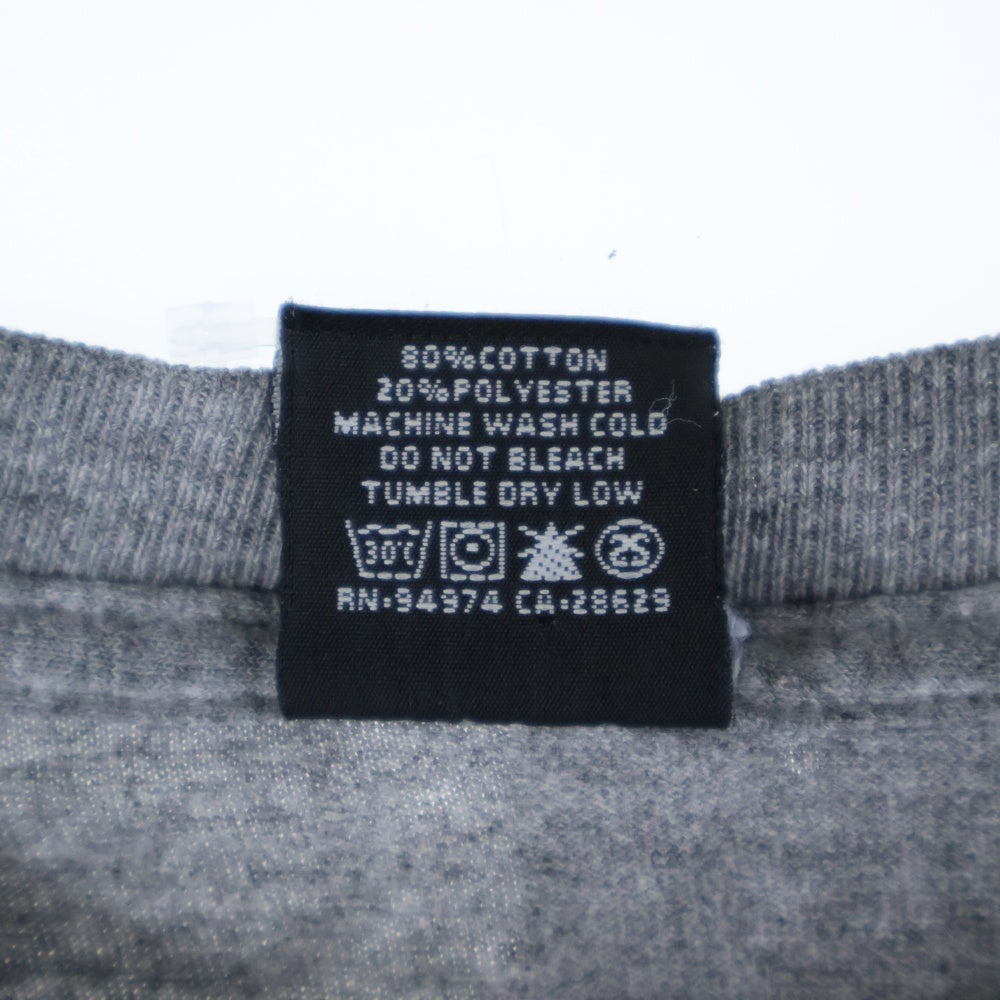 80%COTTON
20%POLYESTER
MACHINE WASH COLD
DO NOT BLEACH
TUMBLE DRY LOW
30℃
RN·94974 CA·28629